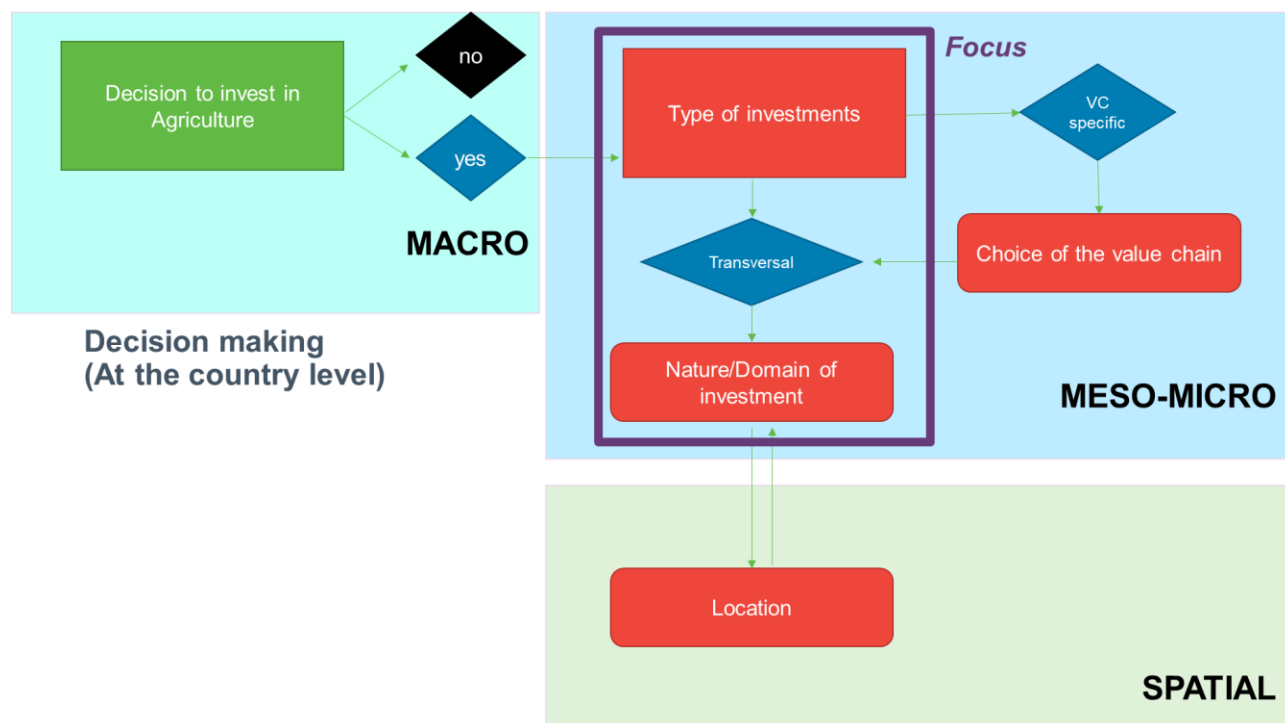 Decision to invest in
Agriculture
no
yes
MACRO
Decision making
(At the country level)
Focus
Type of investments
VC
specific
Transversal
Choice of the value chain
Nature/Domain of
investment
MESO-MICRO
Location
SPATIAL